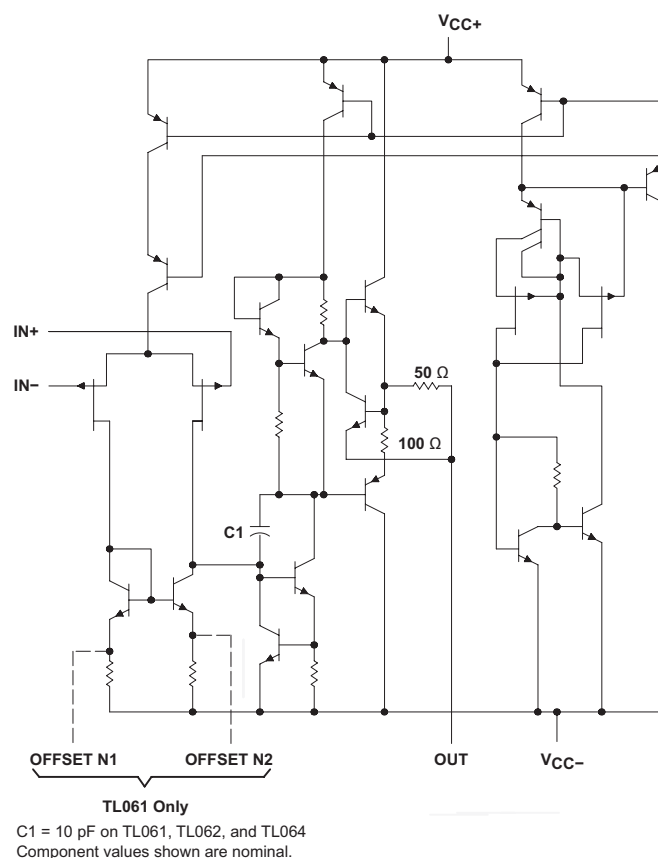 VCC+
IN+
IN−
50 Ω
100 Ω
C1
OFFSET N1
OFFSET N2
OUT
VCC−
TL061 Only
C1 = 10 pF on TL061, TL062, and TL064
Component values shown are nominal.